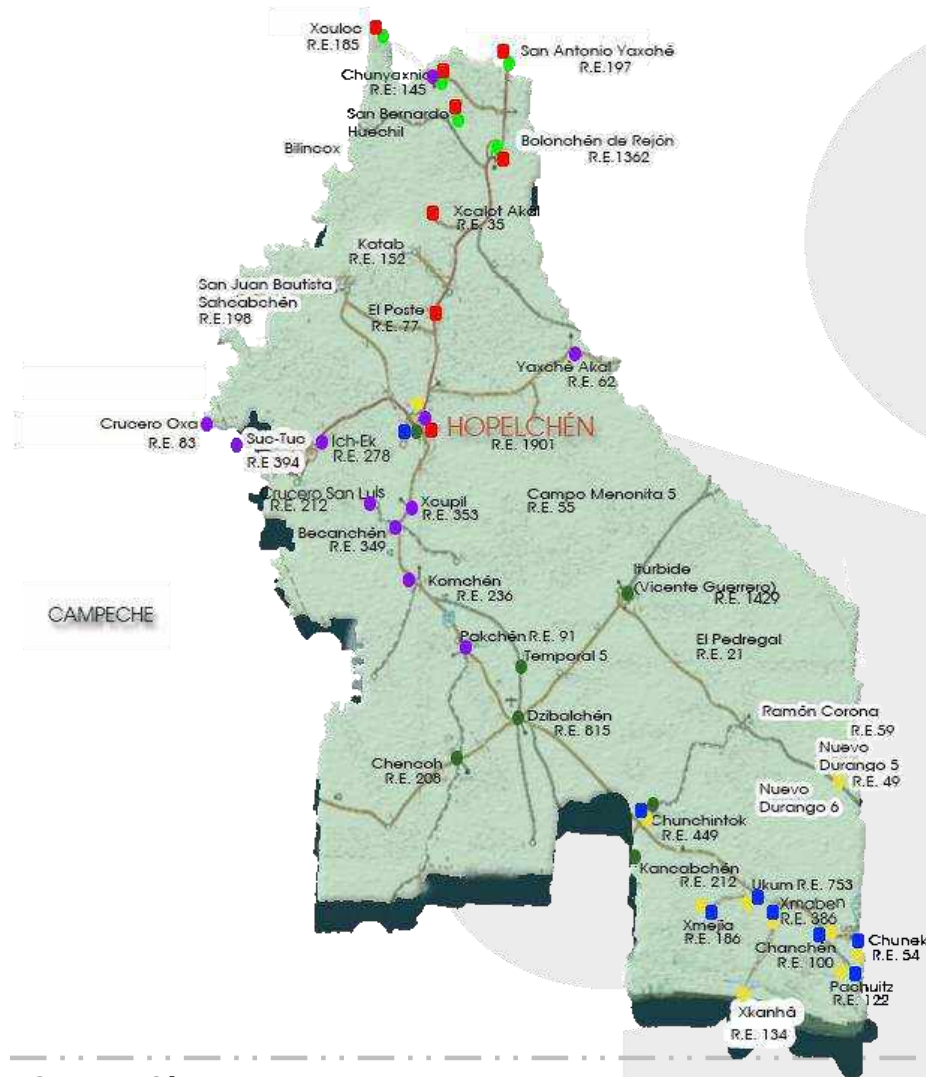 Xculoc
R.E:185
San Antonio Yaxché
R.E.197
Chunyaxnic
R.E: 145
San Bernardo
Huechil
Bilincox
Bolonchén de Rejón
R.E.1362
Xcalot Akal
R.E. 35
Katab
R.E. 152
San Juan Bautista
Sahcabchén
R.E.198
El Poste
R.E. 77
Yaxché Akal
R.E. 62
Crucero Oxa
R.E. 83
Suc-Tuc
R.E 394
Ich-Ek
R.E. 278
HOPELCHÉN
R.E. 1901
Crucero San Luis
R.E. 212
Xcupil
R.E. 353
Campo Menonita 5
R.E. 55
Becanchén
R.E. 349
Komchén
R.E. 236
Iturbide
(Vicente Guerrero)
R.E. 1429
CAMPECHE
Pakchén R.E. 91
El Pedregal
R.E. 21
Temporal 5
Dzibalchén
R.E. 815
Ramón Corona
R.E.59
Chencoh
R.E. 208
Nuevo
Durango 5
R.E. 49
Nuevo
Durango 6
Chunchintok
R.E. 449
Kancabchén
R.E. 212
Ukum R.E. 753
Xmaben
R.E. 386
Xmejia
R.E. 186
Chanchén
R.E. 100
Chunek
R.E. 54
Pachuitz
R.E. 122
Xkanhá
R.E. 134